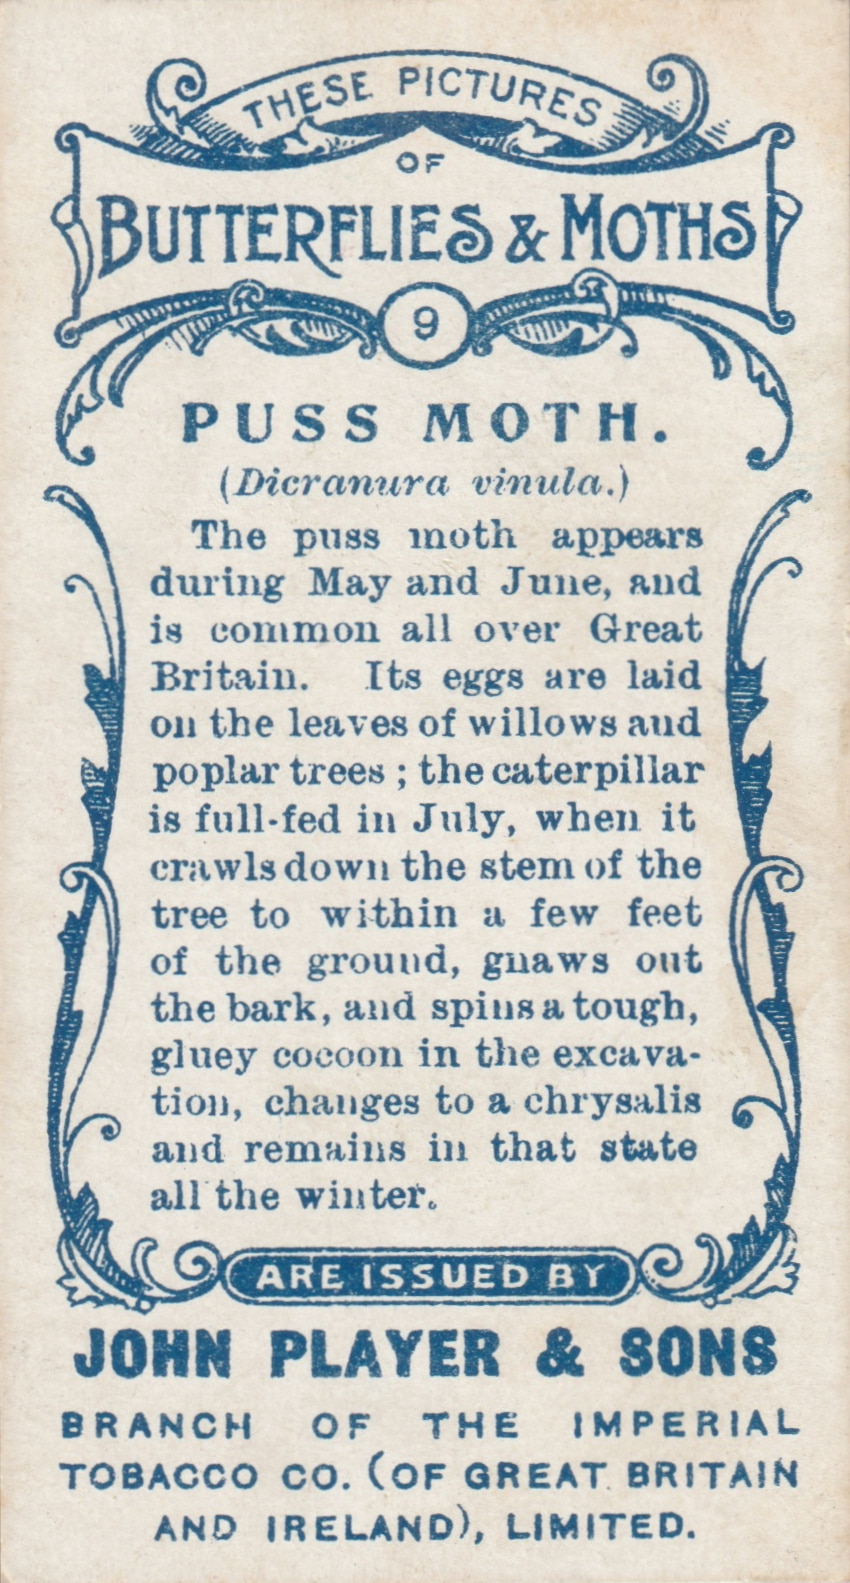 THESE PICTURES
OF
BUTTERFLIES & MOTHS
9
PUSS MOTH.
(Dicranura vinula.)
The puss moth appears
during May and June, and
is common all over Great
Britain. Its eggs are laid
on the leaves of willows and
poplar trees ; the caterpillar
is full-fed in July, when it
crawls down the stem of the
tree to within a few feet
of the ground, gnaws out
the bark, and spins a tough,
gluey cocoon in the excava-
tion, changes to a chrysalis
and remains in that state
all the winter.
ARE ISSUED BY
JOHN PLAYER & SONS
BRANCH OF THE IMPERIAL
TOBACCO CO. (OF GREAT BRITAIN
AND IRELAND), LIMITED.